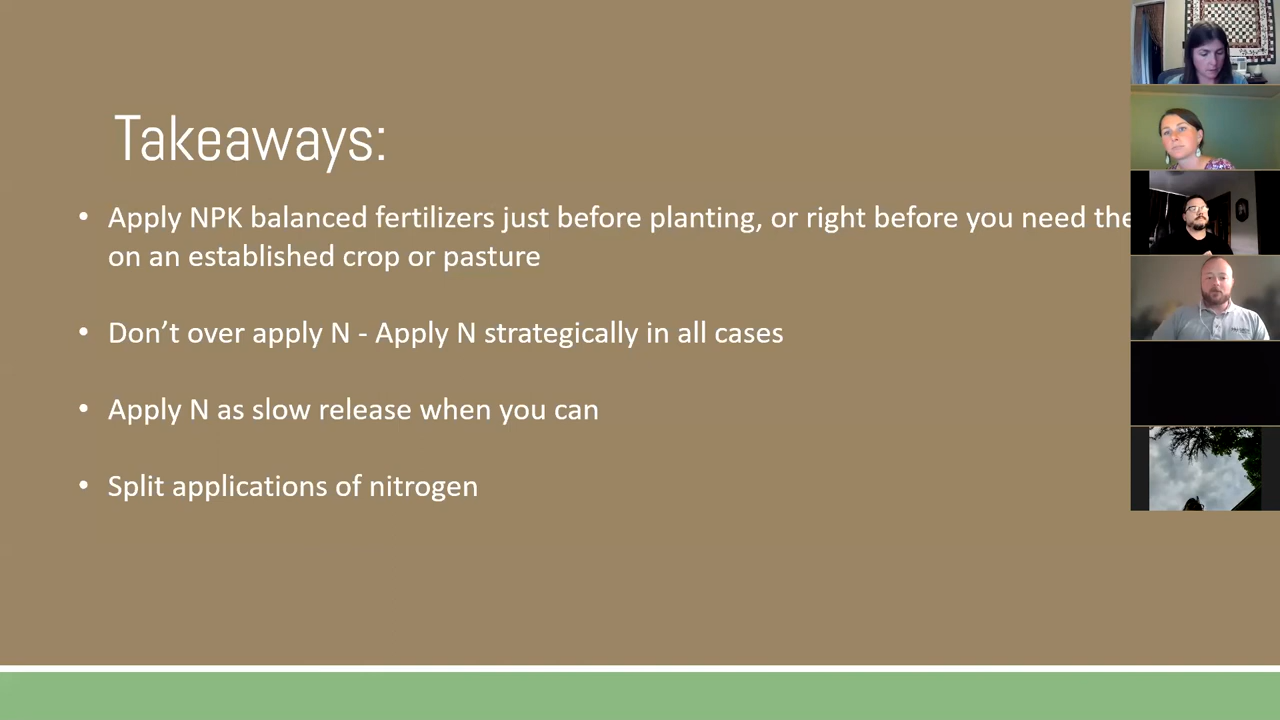 Takeaways:
• Apply NPK balanced fertilizers just before planting, or right before you need
on an established crop or pasture
• Don’t over apply N - Apply N strategically in all cases
• Apply N as slow release when you can
• Split applications of nitrogen